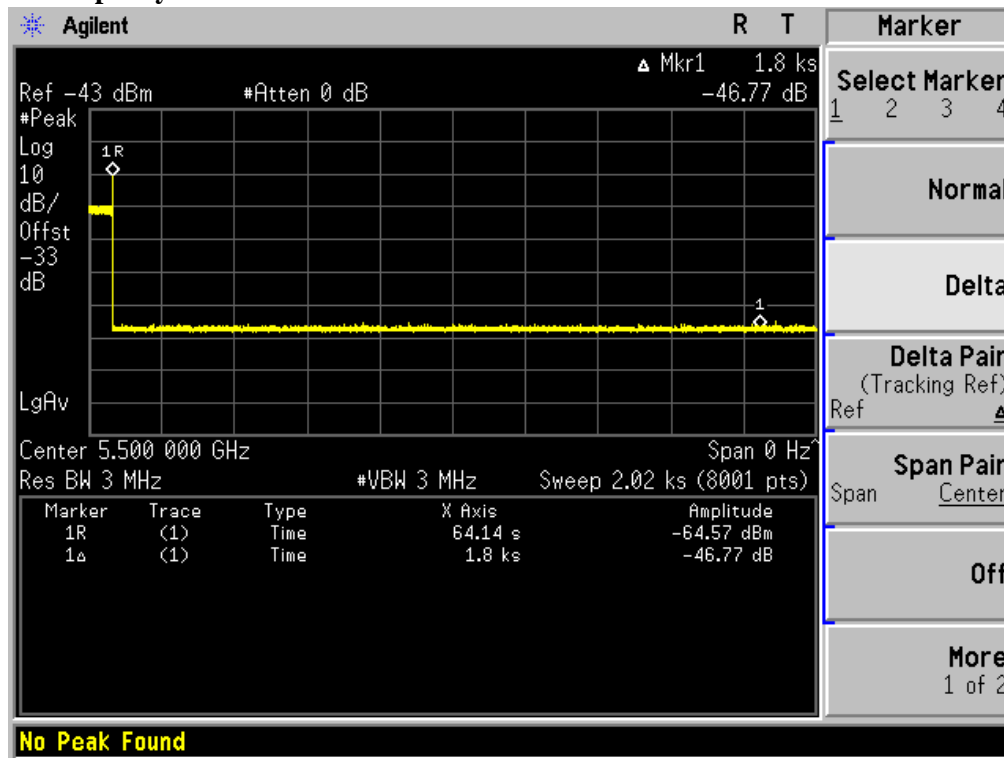 Agilent R T
Marker
△ Mkr1 1.8 ks
Ref −43 dBm #Atten 0 dB −46.77 dB
#Peak
Log
10
dB/
Offst
−33
dB
1R
1
LgAv
Center 5.500 000 GHz Span 0 Hz^
Res BW 3 MHz #VBW 3 MHz Sweep 2.02 ks (8001 pts)
Marker Trace Type X Axis Amplitude
1R (1) Time 64.14 s −64.57 dBm
1△ (1) Time 1.8 ks −46.77 dB
No Peak Found
Select Marker
1 2 3 4
Normal
Delta
Delta Pair
(Tracking Ref)
Ref △
Span Pair
Span Center
Off
More
1 of 2